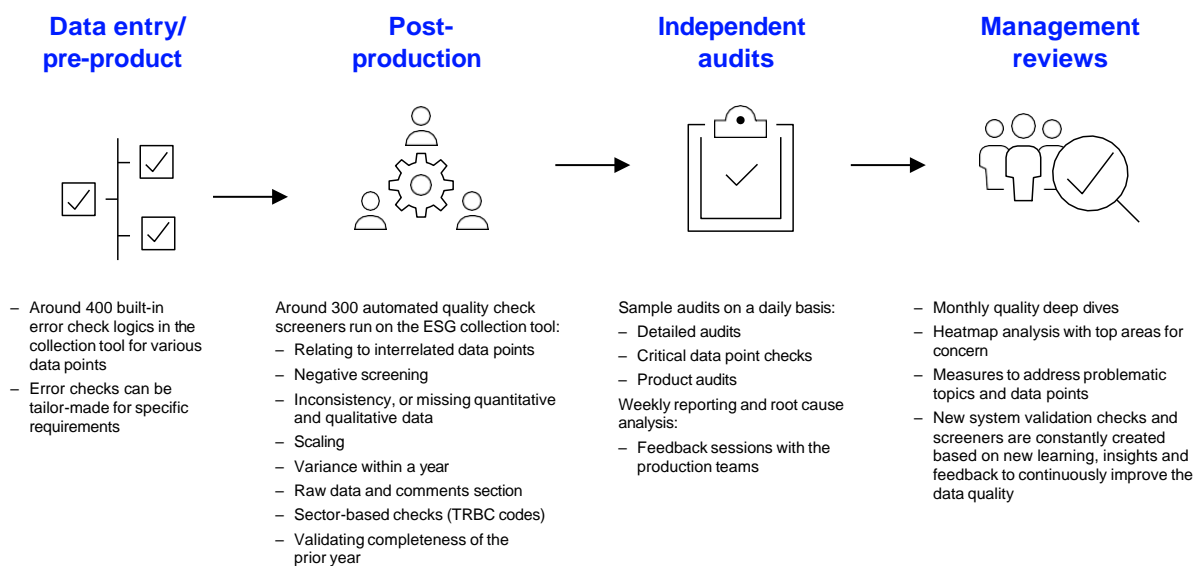 Data entry/
pre-product
Post-
production
Independent
audits
Management
reviews
– Around 400 built-in
error check logics in the
collection tool for various
data points
– Error checks can be
tailor-made for specific
requirements
Around 300 automated quality check
screeners run on the ESG collection tool:
– Relating to interrelated data points
– Negative screening
– Inconsistency, or missing quantitative
and qualitative data
– Scaling
– Variance within a year
– Raw data and comments section
– Sector-based checks (TRBC codes)
– Validating completeness of the
prior year
Sample audits on a daily basis:
– Detailed audits
– Critical data point checks
– Product audits
Weekly reporting and root cause
analysis:
– Feedback sessions with the
production teams
– Monthly quality deep dives
– Heatmap analysis with top areas for
concern
– Measures to address problematic
topics and data points
– New system validation checks and
screeners are constantly created
based on new learning, insights and
feedback to continuously improve the
data quality